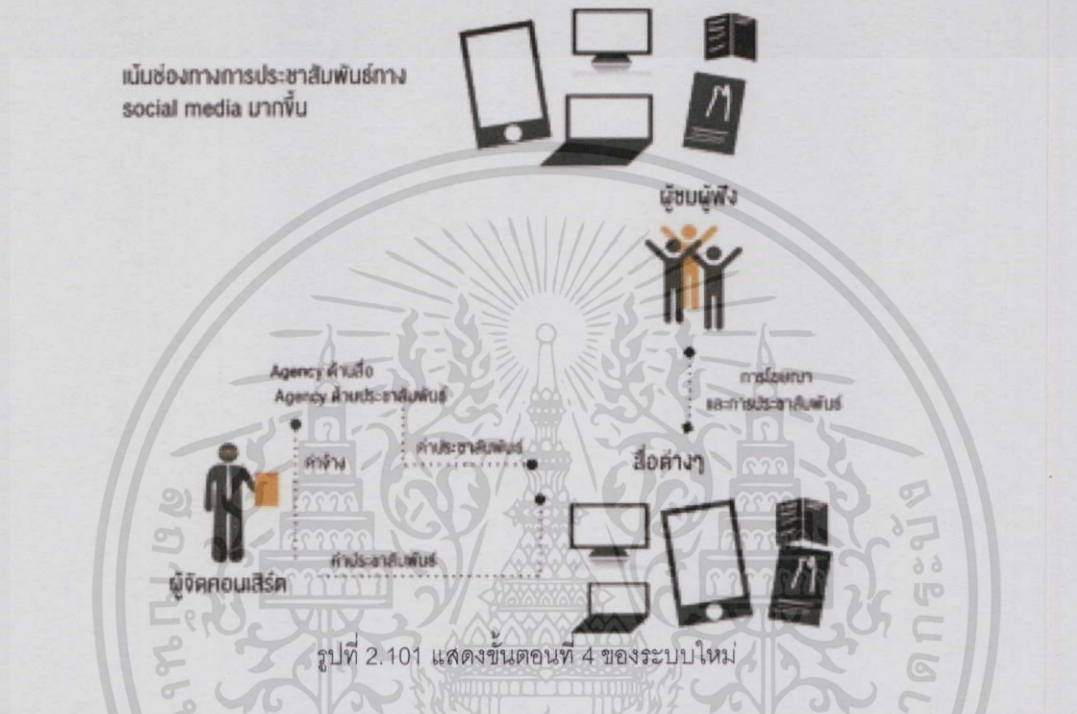 เน้นช่องทางการประชาสัมพันธ์ทาง
social media มากขึ้น
ผู้ชมผู้ฟัง
Agency ด้านสื่อ
Agency ด้านประชาสัมพันธ์
การโฆษณา
และการประชาสัมพันธ์
ค่าจ้าง
ค่าประชาสัมพันธ์
สื่อต่างๆ
ค่าประชาสัมพันธ์
ผู้จัดคอนเสิร์ต
รูปที่ 2.101 แสดงขั้นตอนที่ 4 ของระบบใหม่